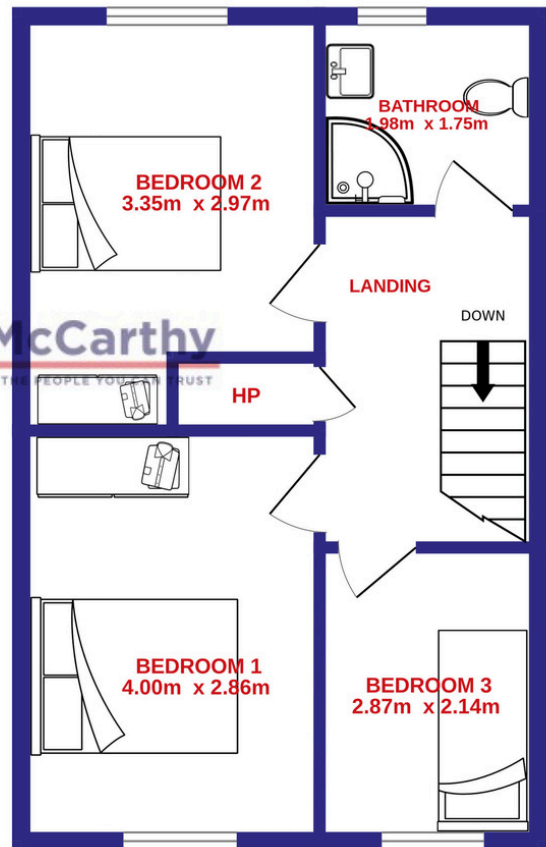 BATHROOM
1.98m x 1.75m
BEDROOM 2
3.35m x 2.97m
LANDING
DOWN
McCarthy
THE PEOPLE YOU CAN TRUST
HP
BEDROOM 1
4.00m x 2.86m
BEDROOM 3
2.87m x 2.14m